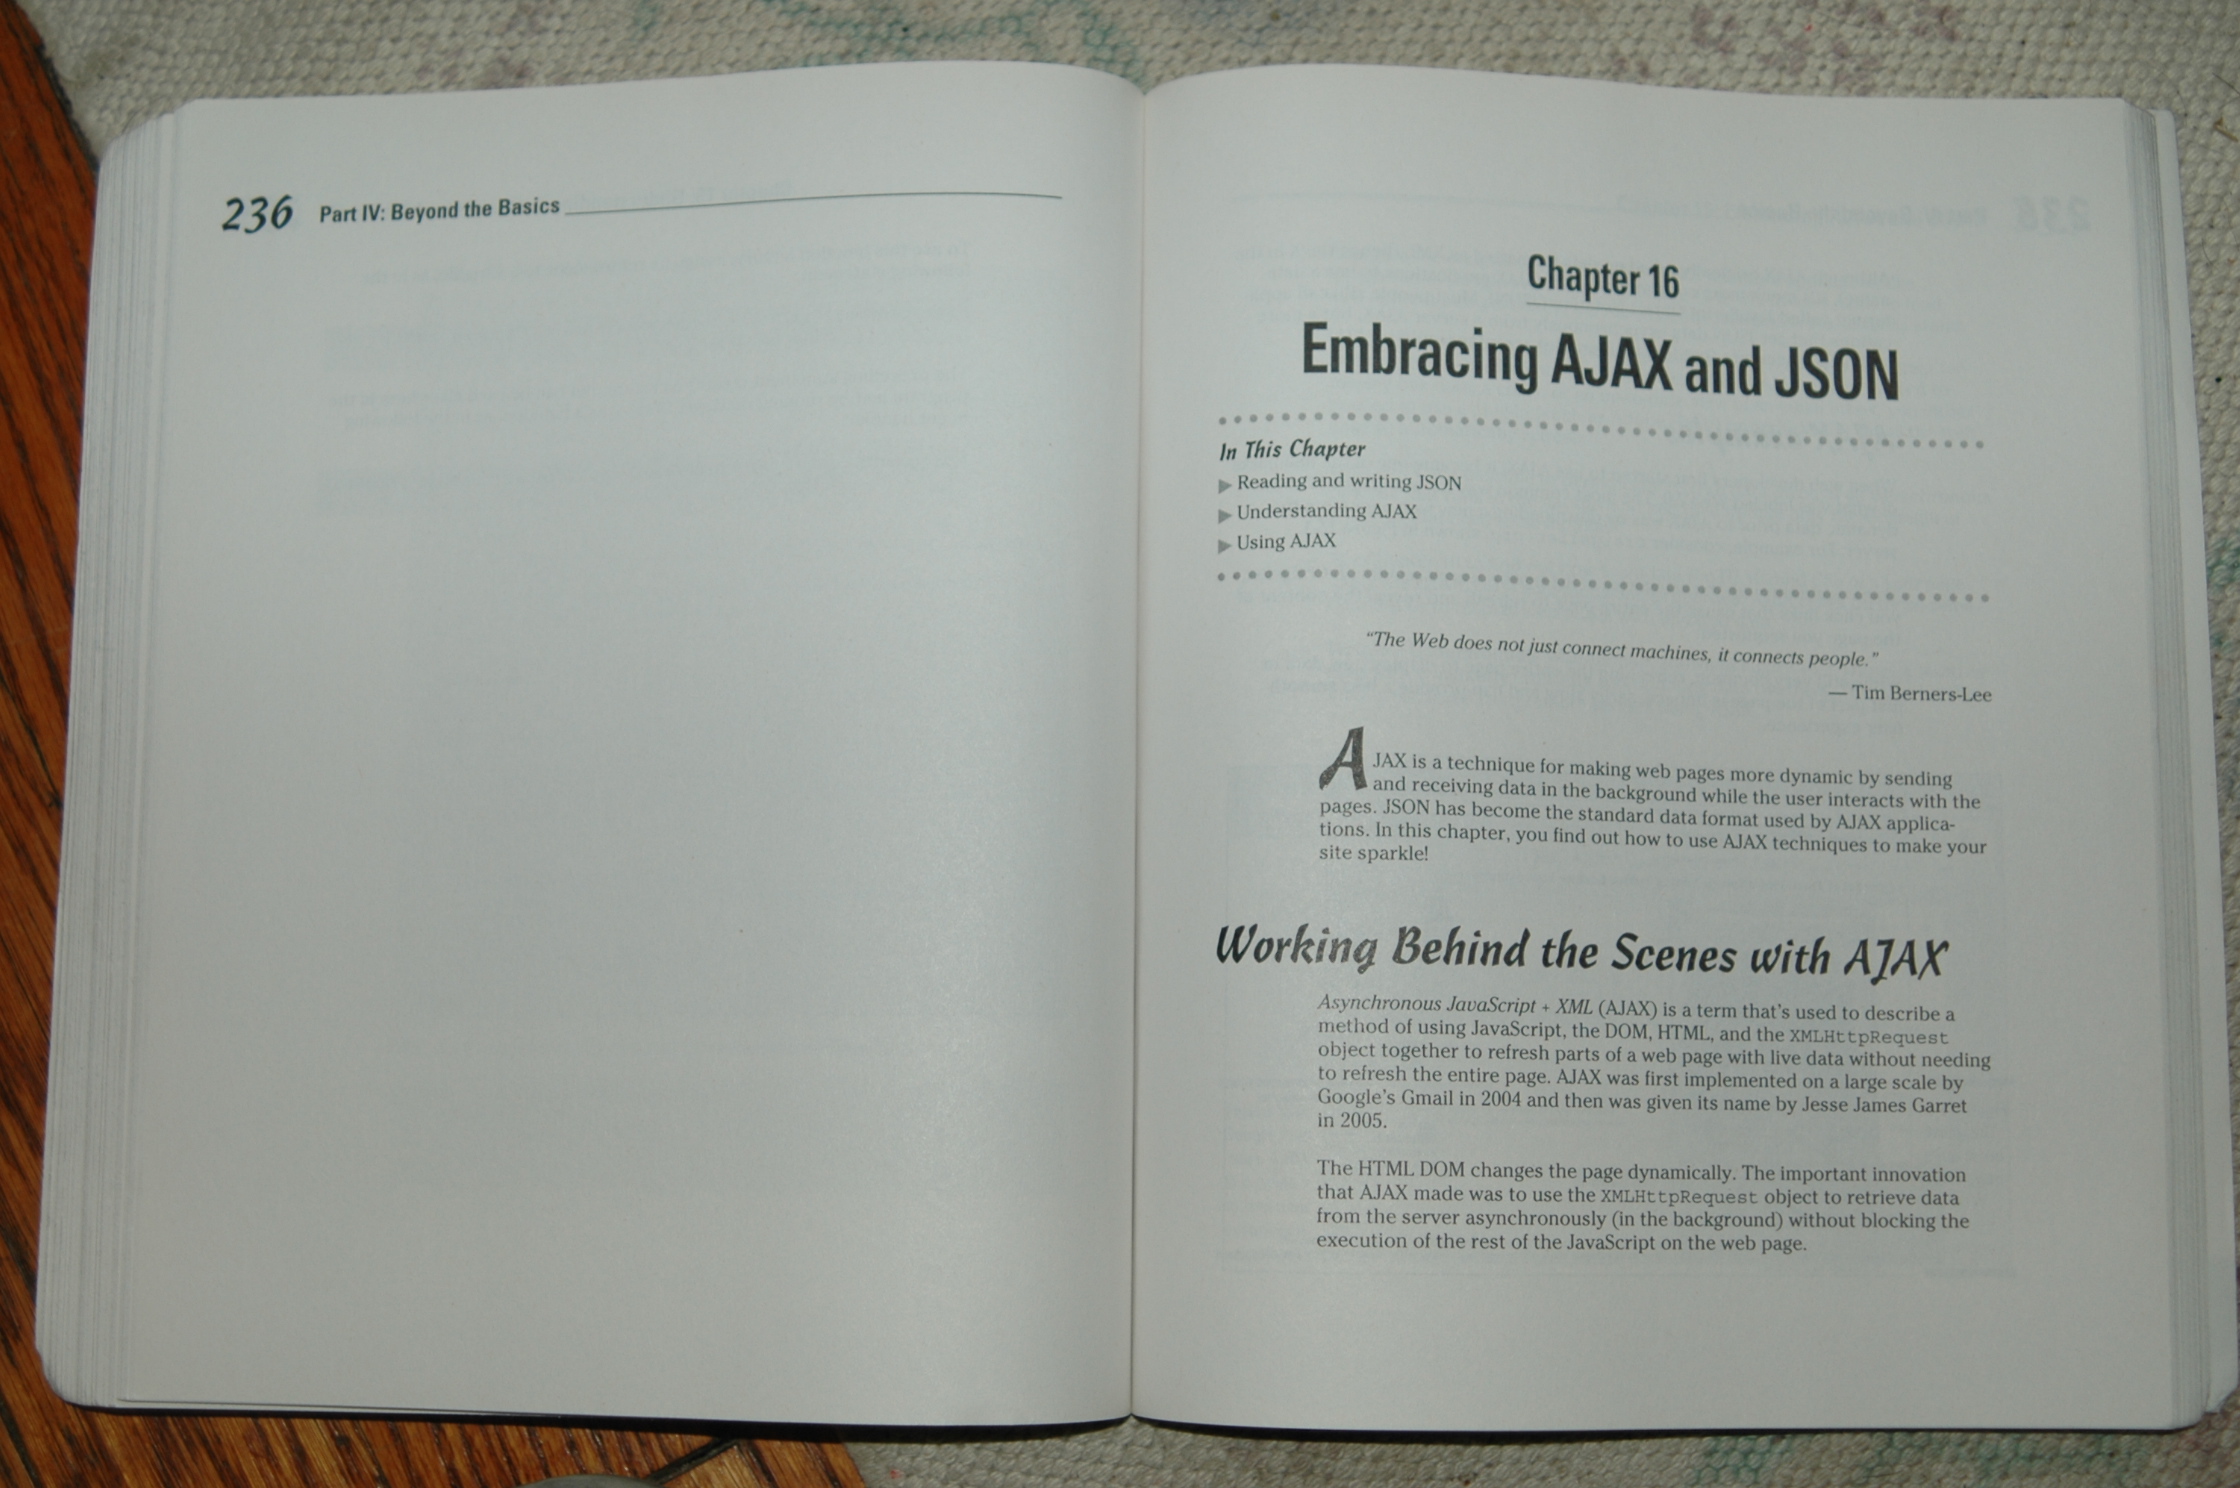 236 Part IV: Beyond the Basics
Chapter 16
Embracing AJAX and JSON
In This Chapter
▶ Reading and writing JSON
▶ Understanding AJAX
▶ Using AJAX
“The Web does not just connect machines, it connects people.”
— Tim Berners-Lee
AJAX is a technique for making web pages more dynamic by sending
and receiving data in the background while the user interacts with the
pages. JSON has become the standard data format used by AJAX applica-
tions. In this chapter, you find out how to use AJAX techniques to make your
site sparkle!
Working Behind the Scenes with AJAX
Asynchronous JavaScript + XML (AJAX) is a term that's used to describe a
method of using JavaScript, the DOM, HTML, and the XMLHttpRequest
object together to refresh parts of a web page with live data without needing
to refresh the entire page. AJAX was first implemented on a large scale by
Google's Gmail in 2004 and then was given its name by Jesse James Garret
in 2005.
The HTML DOM changes the page dynamically. The important innovation
that AJAX made was to use the XMLHttpRequest object to retrieve data
from the server asynchronously (in the background) without blocking the
execution of the rest of the JavaScript on the web page.